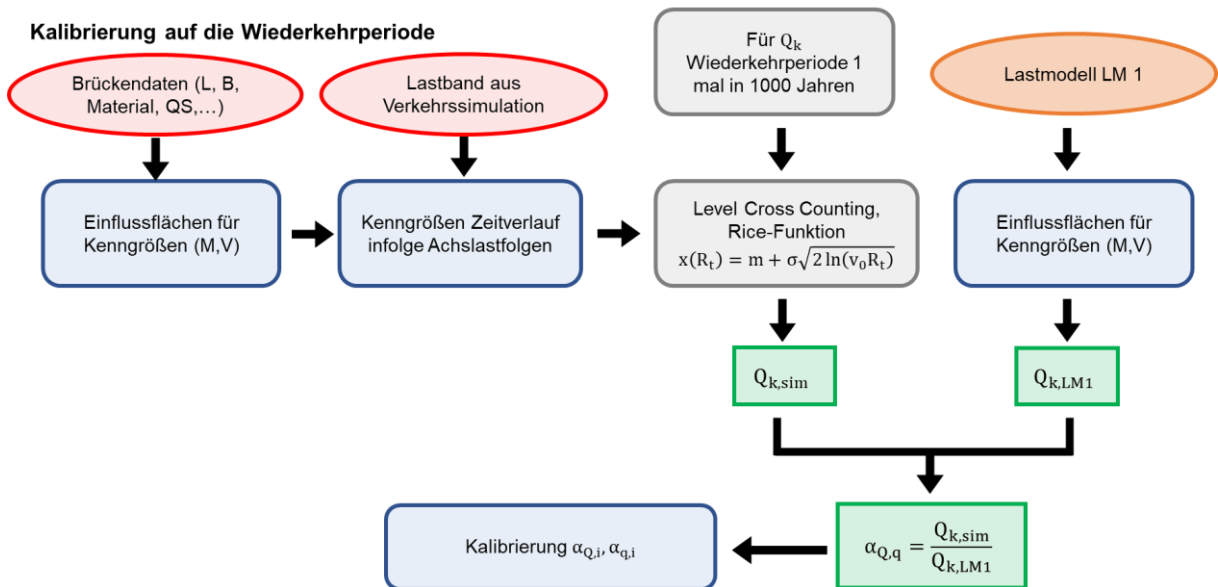 Kalibrierung auf die Wiederkehrperiode
Brückendaten (L, B,
Material, QS,…)
Lastband aus
Verkehrssimulation
Für Qk
Wiederkehrperiode 1
mal in 1000 Jahren
Lastmodell LM 1
Einflussflächen für
Kenngrößen (M,V)
Kenngrößen Zeitverlauf
infolge Achslastfolgen
Level Cross Counting,
Rice-Funktion
x(Rt) = m + σ√2 ln(v0Rt)
Einflussflächen für
Kenngrößen (M,V)
Qk,sim
Qk,LM1
Kalibrierung αQ,i, αq,i
αQ,q = Qk,sim
Qk,LM1